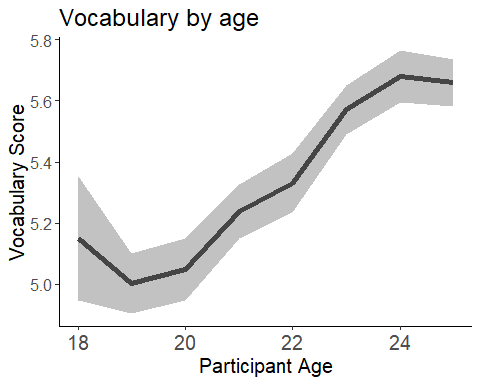 Vocabulary by age
Vocabulary Score
5.8
5.6
5.4
5.2
5.0
18 20 22 24
Participant Age